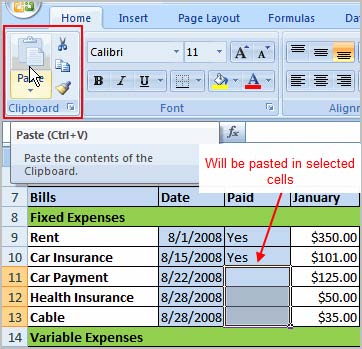 Home Insert Page Layout Formulas
Calibri 11 A A
Paste
B I U A
Clipboard Font Alignm
Paste (Ctrl+V)
fx
Paste the contents of the
Clipboard.
Will be pasted in selected
cells
7 Bills Date Paid January
8 Fixed Expenses
9 Rent 8/1/2008 Yes $350.00
10 Car Insurance 8/15/2008 Yes $101.00
11 Car Payment 8/22/2008 $125.00
12 Health Insurance 8/28/2008 $50.00
13 Cable 8/28/2008 $35.00
14 Variable Expenses